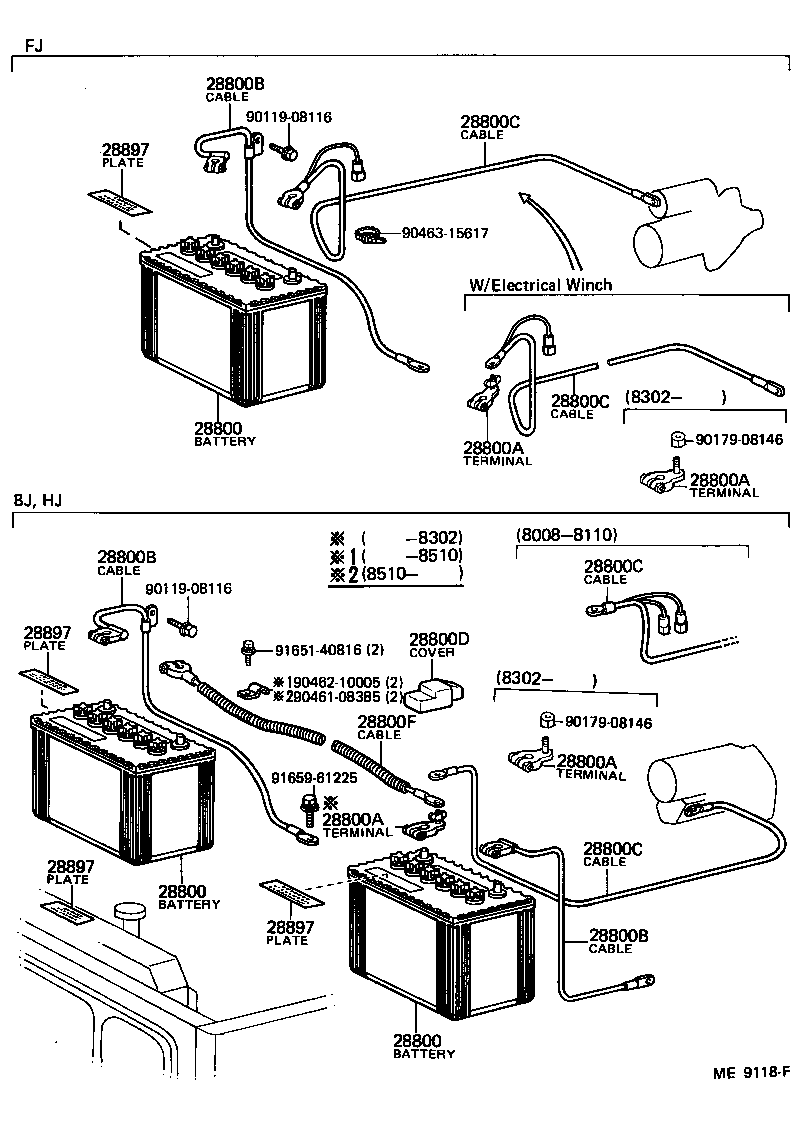 FJ
28800B
CABLE
90119-08116
28800C
CABLE
28897
PLATE
90463-15617
W/Electrical Winch
28800C
CABLE
(8302- )
28800
BATTERY
28800A
TERMINAL
90179-08146
28800A
TERMINAL
BJ, HJ
※ ( -8302)
※1 ( -8510)
※2 (8510- )
(8008-8110)
28800B
CABLE
28800C
CABLE
90119-08116
28897
PLATE
91651-40816 (2)
28800D
COVER
※190462-10005 (2)
※290461-08385 (2)
(8302- )
28800F
CABLE
90179-08146
28800A
TERMINAL
91659-61225
※
28800A
TERMINAL
28800C
CABLE
28897
PLATE
28800
BATTERY
28897
PLATE
28800B
CABLE
28800
BATTERY
ME 9118-F